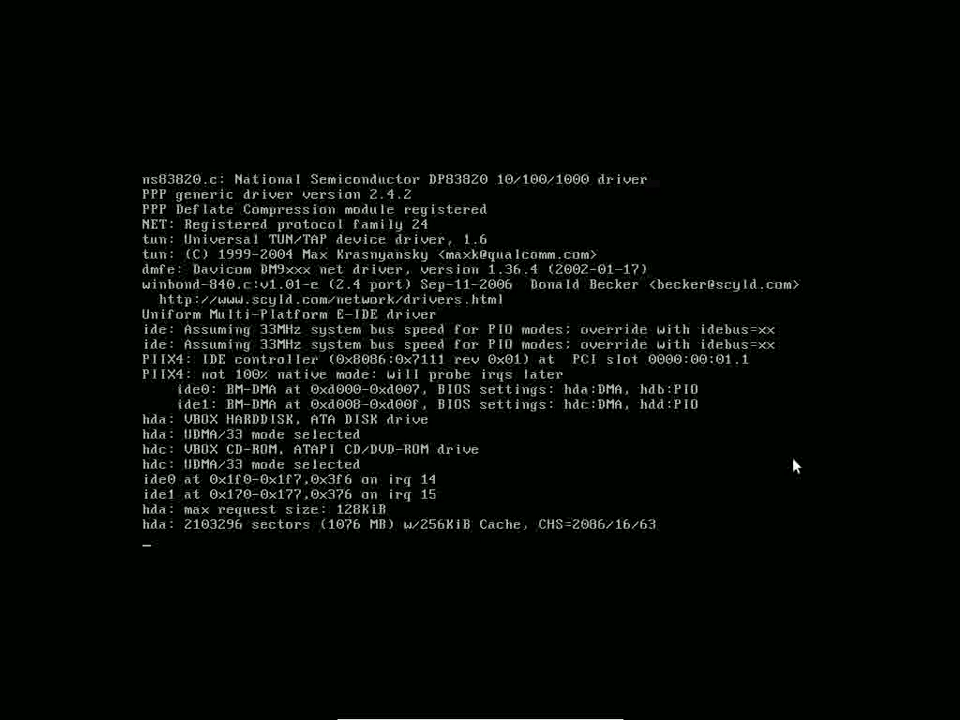 ns83820.c: National Semiconductor DP83820 10/100/1000 driver
PPP generic driver version 2.4.2
PPP Deflate Compression module registered
NET: Registered protocol family 24
tun: Universal TUN/TAP device driver, 1.6
tun: (C) 1999-2004 Max Krasnyansky <maxk@qualcomm.com>
dmfe: Davicom DM9xxx net driver, version 1.36.4 (2002-01-17)
winbond-840.c:v1.01-e (2.4 port) Sep-11-2006  Donald Becker <becker@scyld.com>
  http://www.scyld.com/network/drivers.html
Uniform Multi-Platform E-IDE driver
ide: Assuming 33MHz system bus speed for PIO modes; override with idebus=xx
ide: Assuming 33MHz system bus speed for PIO modes; override with idebus=xx
PIIX4: IDE controller (0x8086:0x7111 rev 0x01) at  PCI slot 0000:00:01.1
PIIX4: not 100% native mode: will probe irqs later
    ide0: BM-DMA at 0xd000-0xd007, BIOS settings: hda:DMA, hdb:PIO
    ide1: BM-DMA at 0xd008-0xd00f, BIOS settings: hdc:DMA, hdd:PIO
hda: VBOX HARDDISK, ATA DISK drive
hda: UDMA/33 mode selected
hdc: VBOX CD-ROM, ATAPI CD/DVD-ROM drive
hdc: UDMA/33 mode selected
ide0 at 0x1f0-0x1f7,0x3f6 on irq 14
ide1 at 0x170-0x177,0x376 on irq 15
hda: max request size: 128KiB
hda: 2103296 sectors (1076 MB) w/256KiB Cache, CHS=2086/16/63